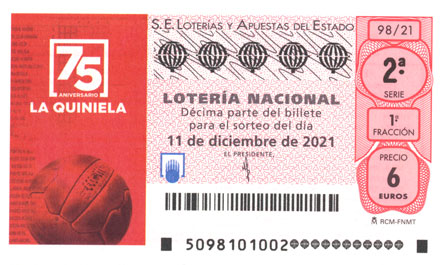 75
ANIVERSARIO
LA QUINIELA
S.E. LOTERÍAS Y APUESTAS DEL ESTADO
LOTERÍA NACIONAL
Décima parte del billete
para el sorteo del día
11 de diciembre de 2021
EL PRESIDENTE,
5098101002
98/21
2ª
SERIE
1ª
FRACCIÓN
PRECIO
6
EUROS
RCM-FNMT